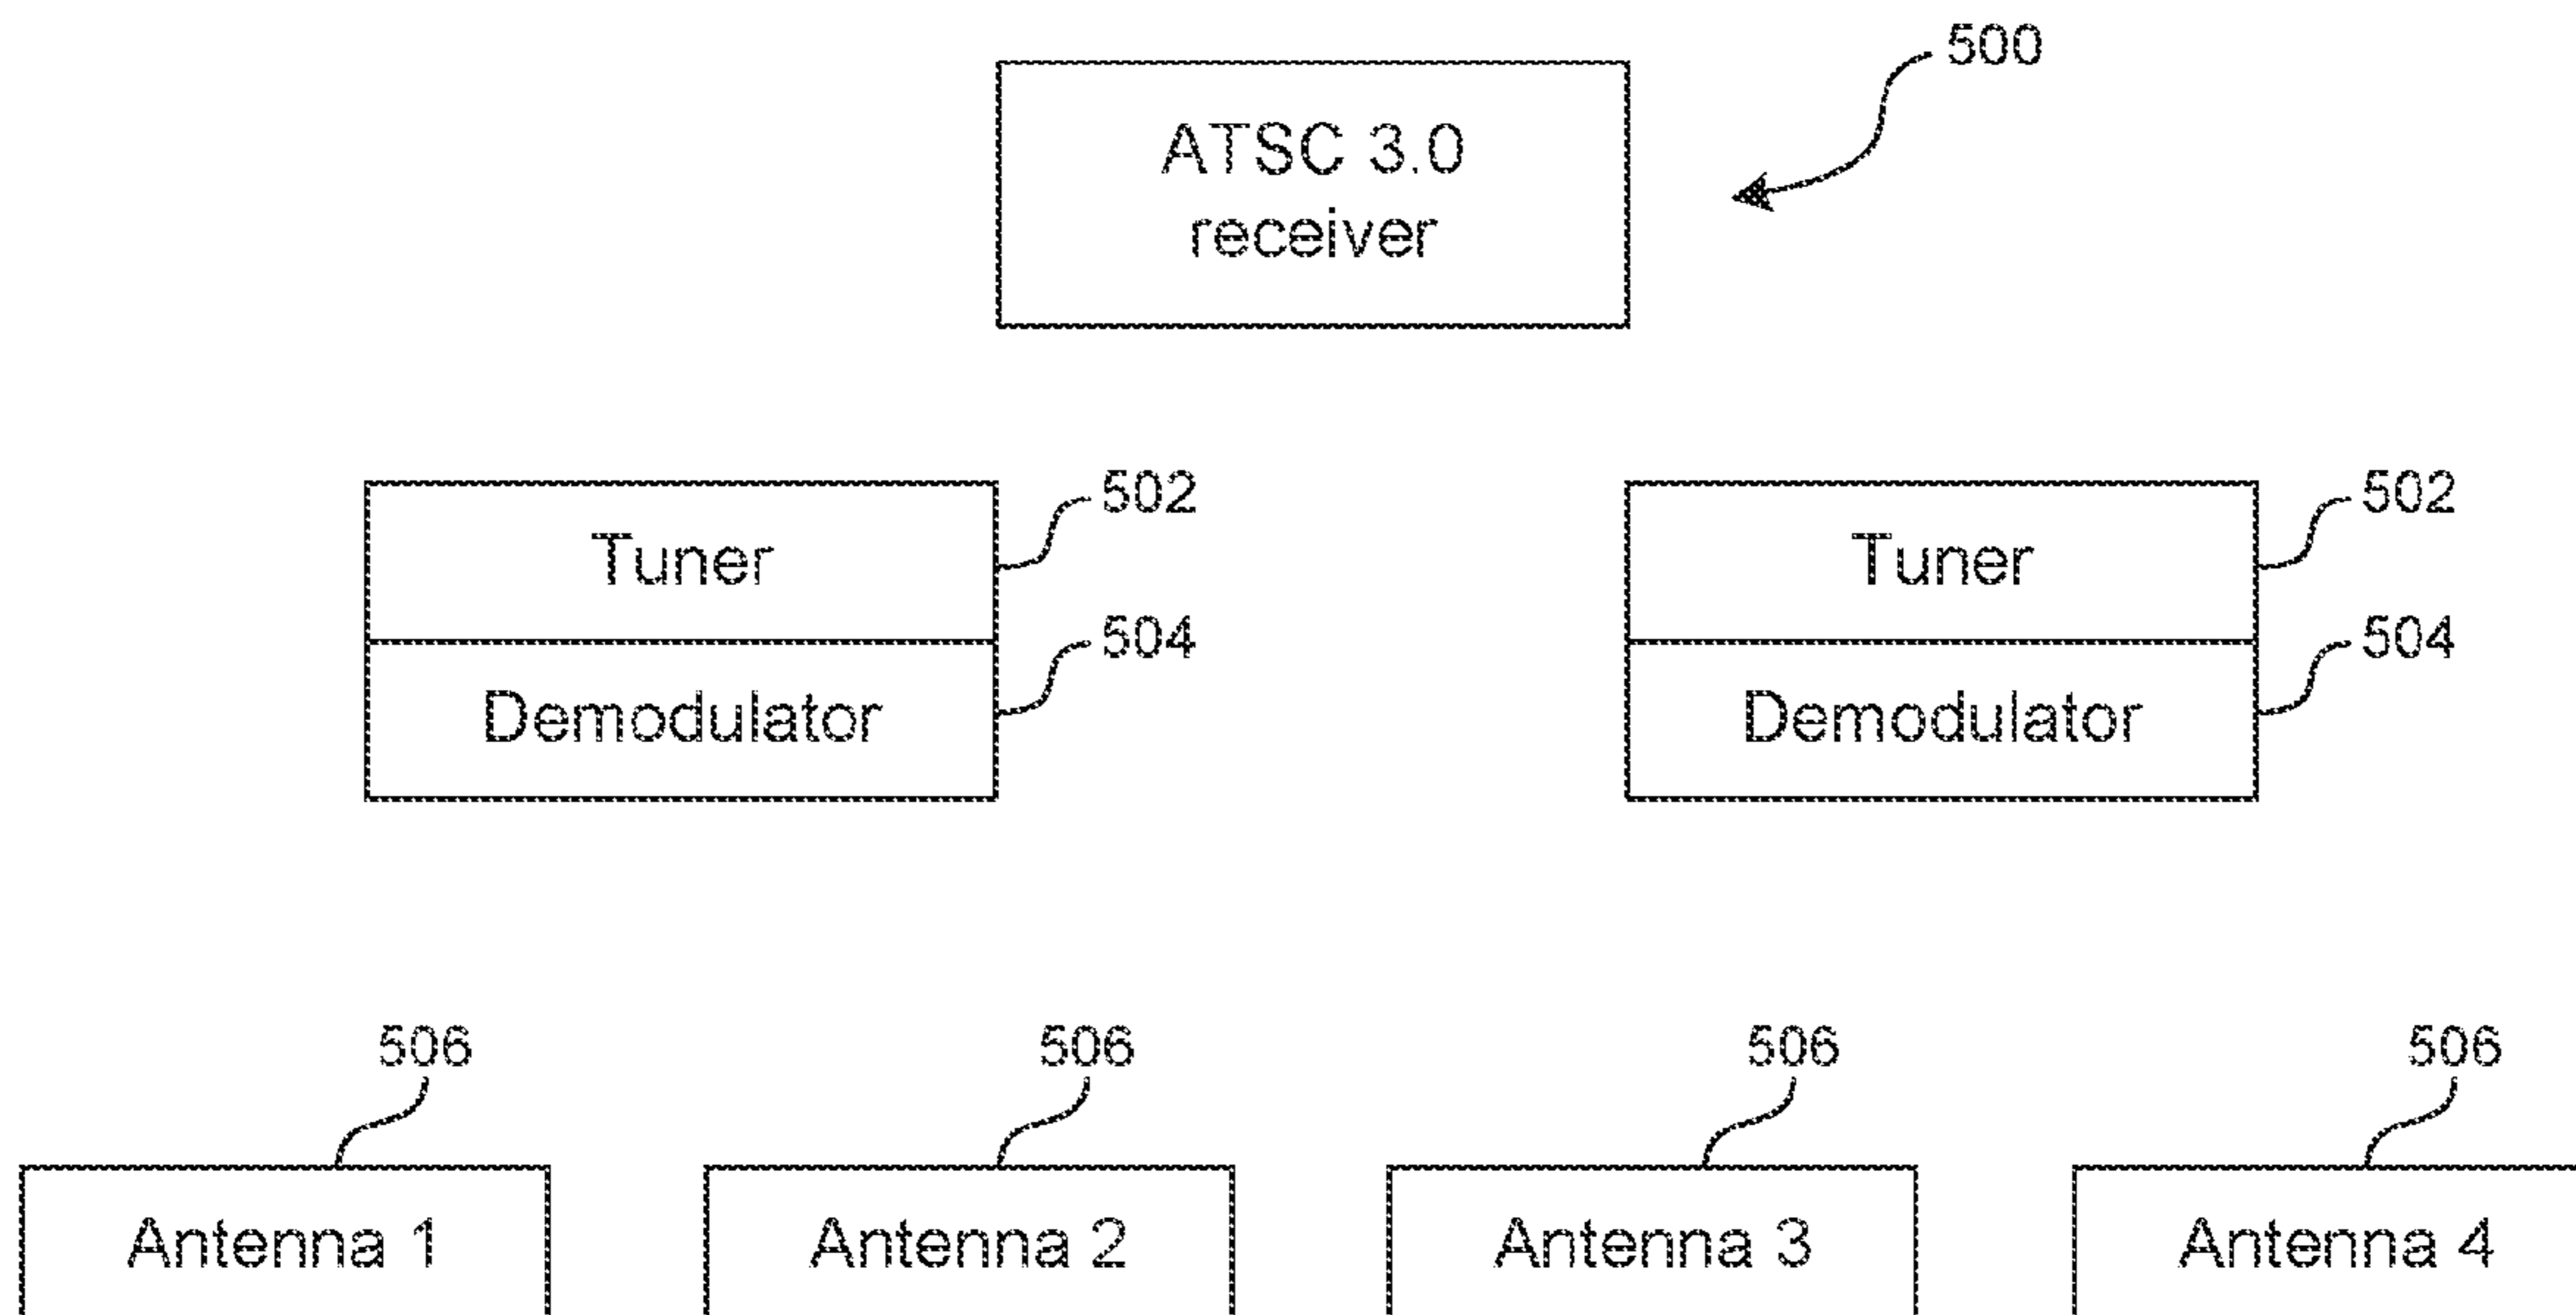 500
ATSC 3.0
receiver
502
502
Tuner
Tuner
504
504
Demodulator
Demodulator
506
506
506
506
Antenna 1
Antenna 2
Antenna 3
Antenna 4